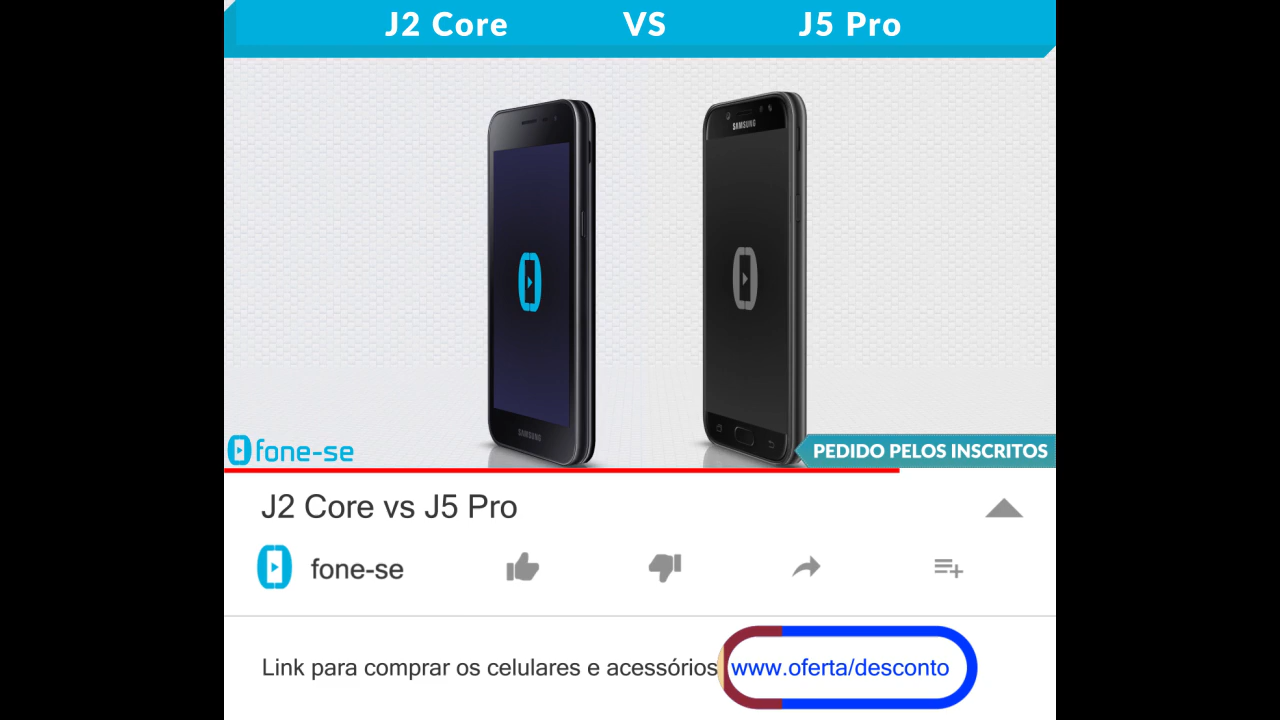 J2 Core VS J5 Pro
SAMSUNG
SAMSUNG
fone-se
PEDIDO PELOS INSCRITOS
J2 Core vs J5 Pro
fone-se
Link para comprar os celulares e acessórios www.oferta/desconto